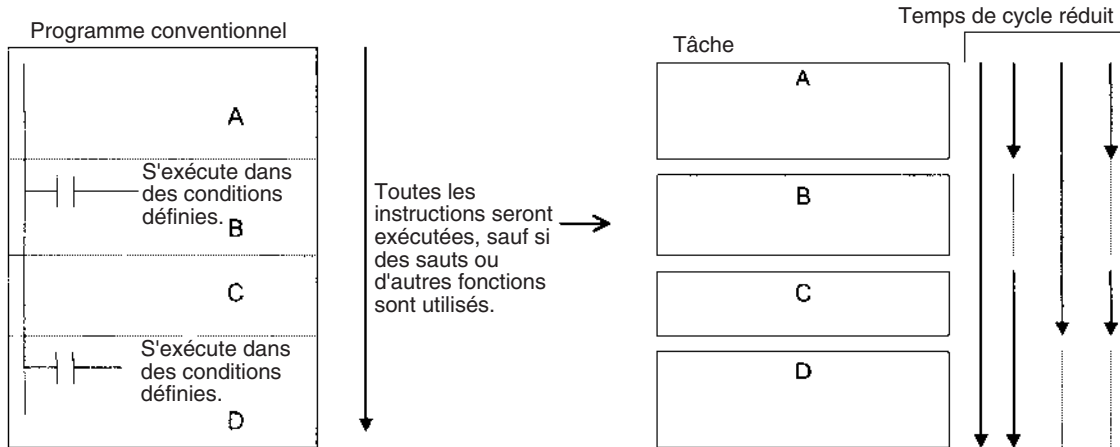 Programme conventionnel
A
S'exécute dans
des conditions
définies.
B
C
S'exécute dans
des conditions
définies.
D
Toutes les
instructions seront
exécutées, sauf si
des sauts ou
d'autres fonctions
sont utilisés.
Temps de cycle réduit
Tâche
A
B
C
D